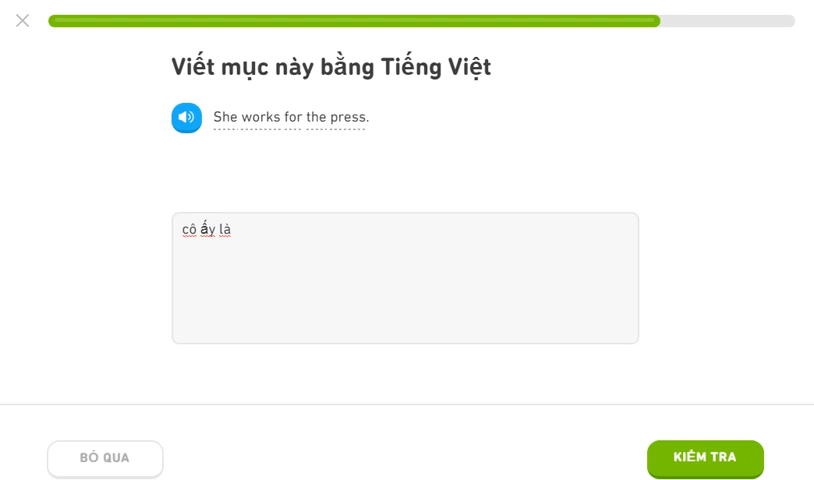 Viết mục này bằng Tiếng Việt
She works for the press.
cô ấy là
BỎ QUA
KIỂM TRA